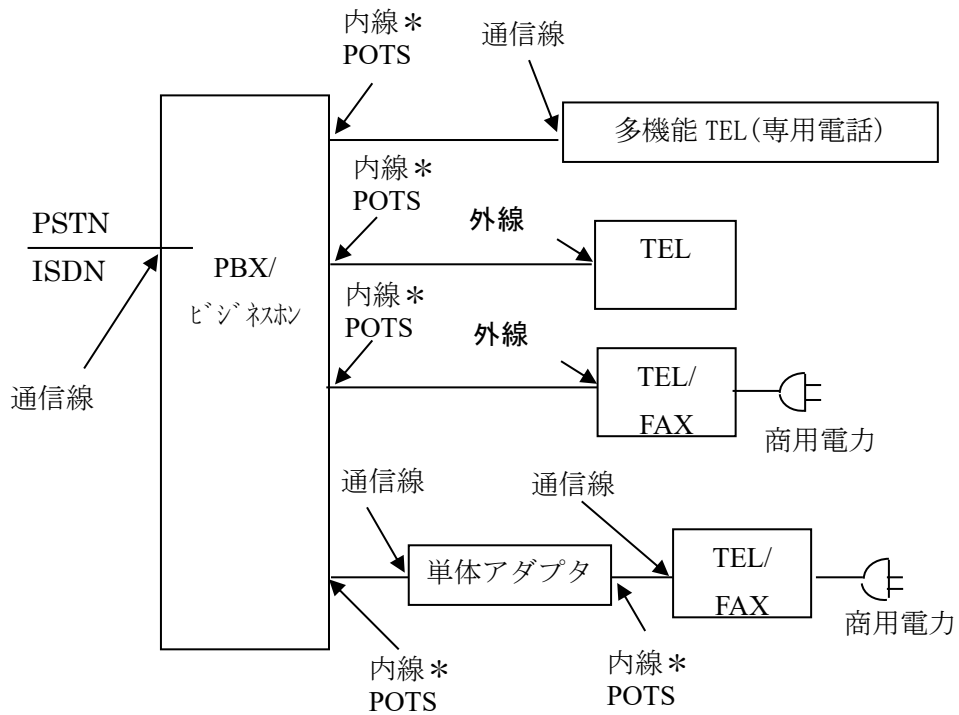 内線＊
POTS
通信線
多機能 TEL(専用電話)
内線＊
POTS
外線
TEL
PSTN
ISDN
PBX/
ﾋﾞｼﾞﾈｽﾎﾝ
内線＊
POTS
外線
TEL/
FAX
商用電力
通信線
通信線
通信線
単体アダプタ
TEL/
FAX
商用電力
内線＊
POTS
内線＊
POTS